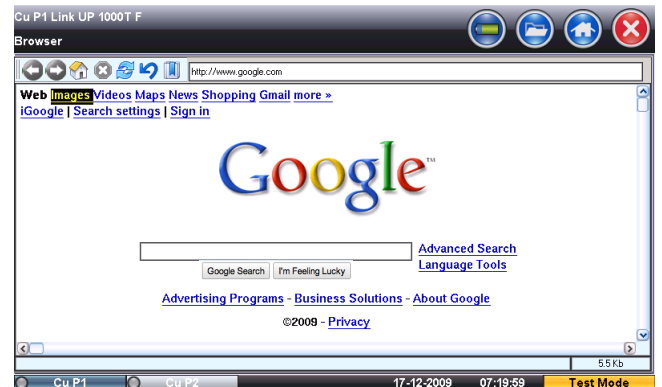 Cu P1 Link UP 1000T F
Browser
http://www.google.com
Web Images Videos Maps News Shopping Gmail more »
iGoogle | Search settings | Sign in
Google™
Advanced Search
Google Search I'm Feeling Lucky Language Tools
Advertising Programs - Business Solutions - About Google
©2009 - Privacy
5.5 Kb
Cu P1 Cu P2 17-12-2009 07:19:59 Test Mode